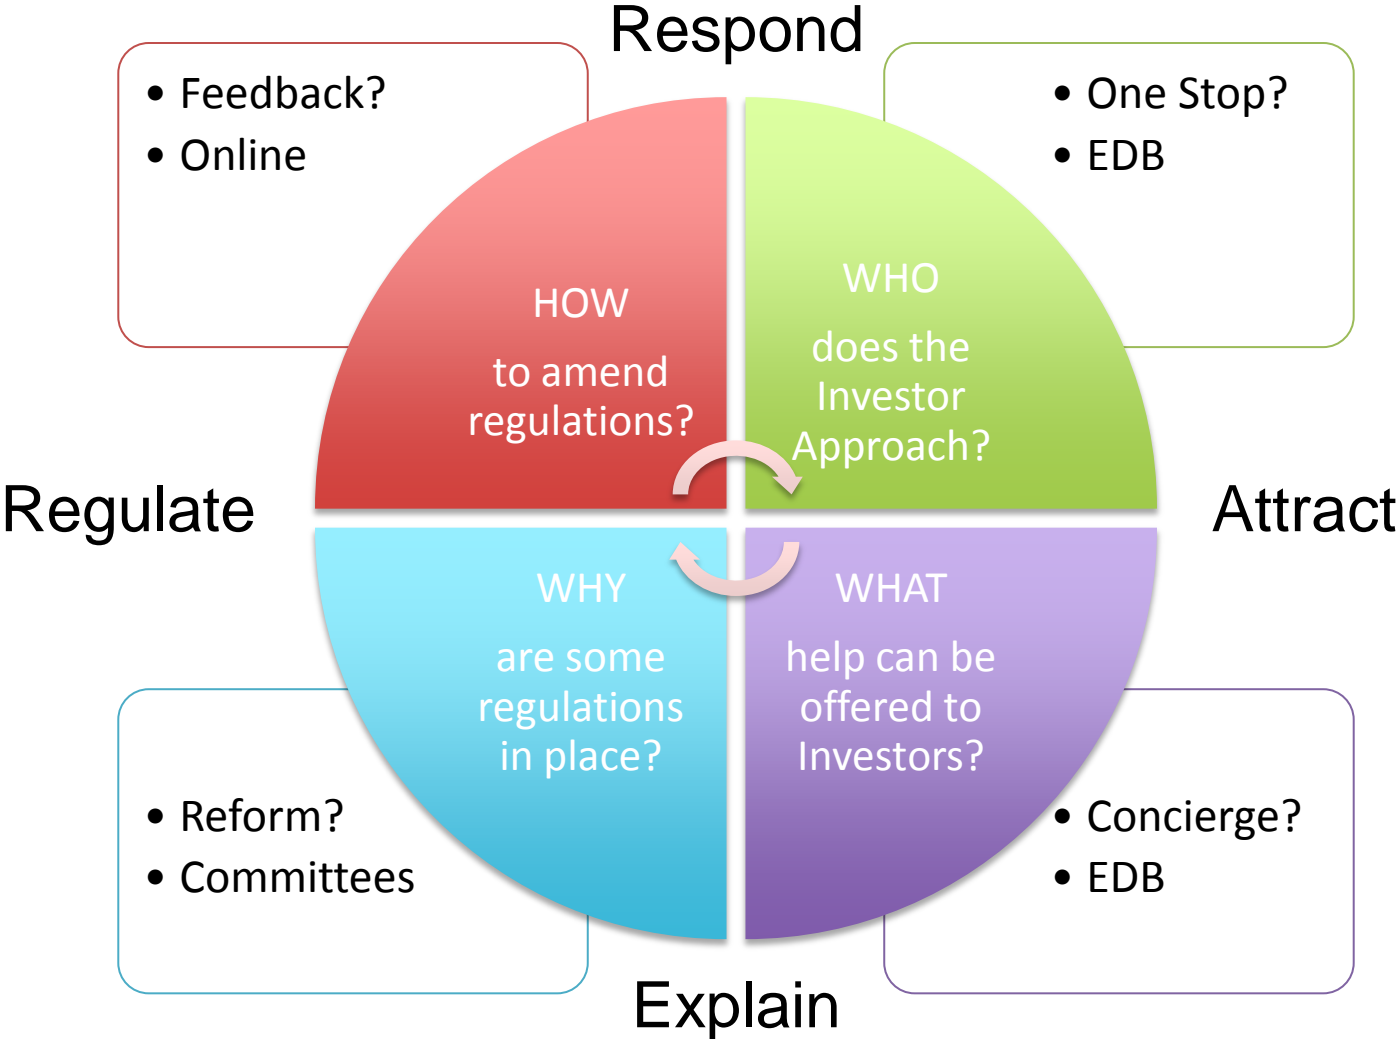 Respond
• Feedback?
• Online
• One Stop?
• EDB
HOW
to amend
regulations?
WHO
does the
Investor
Approach?
Regulate
Attract
WHY
are some
regulations
in place?
WHAT
help can be
offered to
Investors?
• Reform?
• Committees
• Concierge?
• EDB
Explain